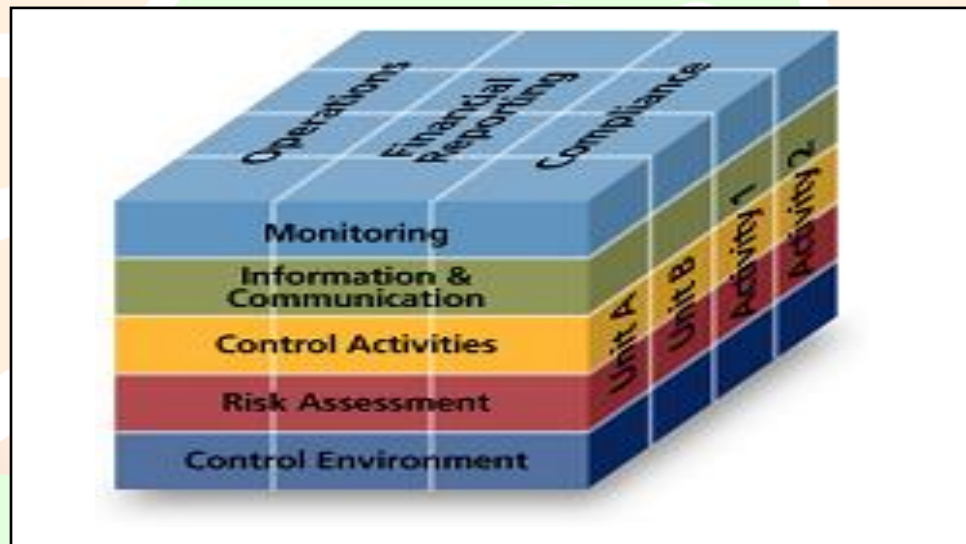 Operations
Financial
Reporting
Compliance
Monitoring
Information &
Communication
Control Activities
Risk Assessment
Control Environment
Unit A
Unit B
Activity 1
Activity 2